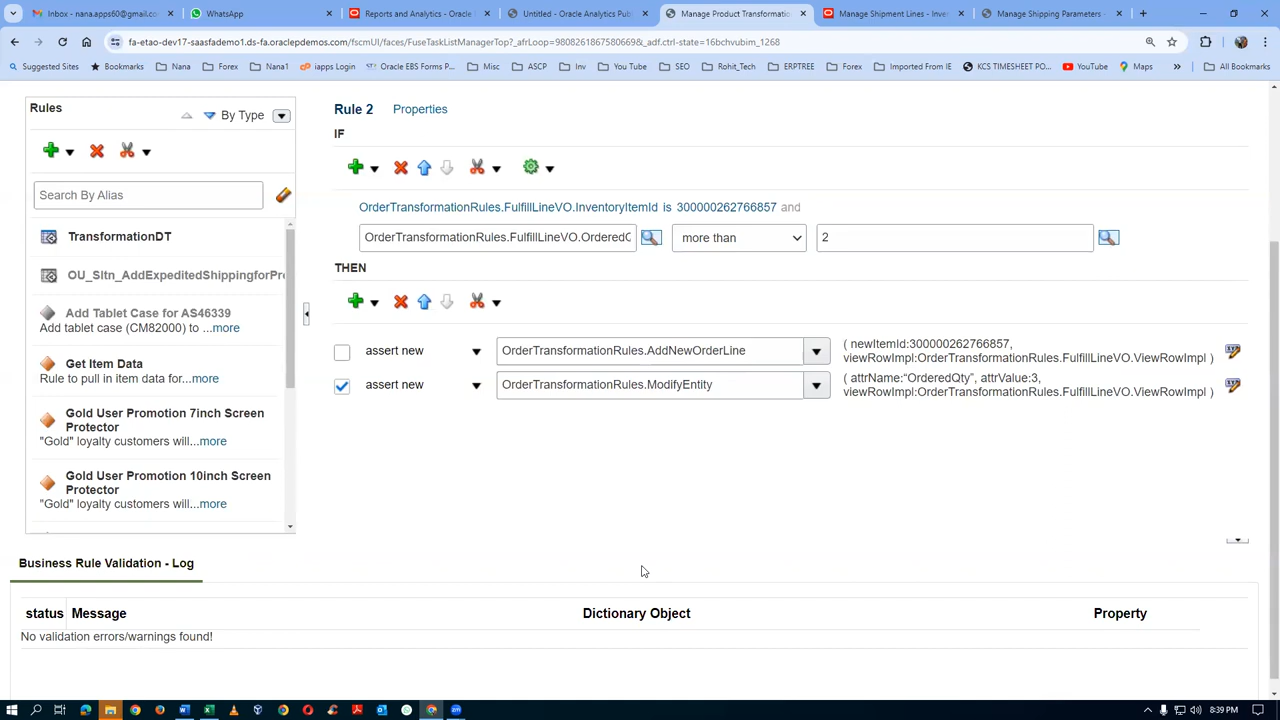 Inbox - nana.apps60@gmail.com
WhatsApp
Reports and Analytics - Oracle
Untitled - Oracle Analytics Pub
Manage Product Transformation
Manage Shipment Lines - Inve
Manage Shipping Parameters -
fa-etao-dev17-saasfademo1.ds-fa.oraclepdemos.com/fscmUI/faces/FuseTaskListManagerTop?_afrLoop=98082618675806698&_adf.ctrl-state=16bchvubim_1268
Suggested Sites Bookmarks Nana Forex Nana1 iapps Login Oracle EBS Forms P... Misc ASCP Inv You Tube SEO Rohit_Tech ERPTREE Forex Imported From IE KCS TIMESHEET PO... YouTube Maps » All Bookmarks
Rules
By Type
Search By Alias
TransformationDT
OU_Sltn_AddExpeditedShippingforPr
Add Tablet Case for AS46339
Add tablet case (CM82000) to ...more
Get Item Data
Rule to pull in item data for...more
Gold User Promotion 7inch Screen
Protector
"Gold" loyalty customers will...more
Gold User Promotion 10inch Screen
Protector
"Gold" loyalty customers will...more
Rule 2 Properties
IF
OrderTransformationRules.FulfillLineVO.InventoryItemId is 300000262766857 and
OrderTransformationRules.FulfillLineVO.OrderedQ more than 2
THEN
assert new OrderTransformationRules.AddNewOrderLine ( newItemId:300000262766857,
viewRowImpl:OrderTransformationRules.FulfillLineVO.ViewRowImpl )
assert new OrderTransformationRules.ModifyEntity ( attrName:“OrderedQty”, attrValue:3,
viewRowImpl:OrderTransformationRules.FulfillLineVO.ViewRowImpl )
Business Rule Validation - Log
status Message Dictionary Object Property
No validation errors/warnings found!
8:39 PM